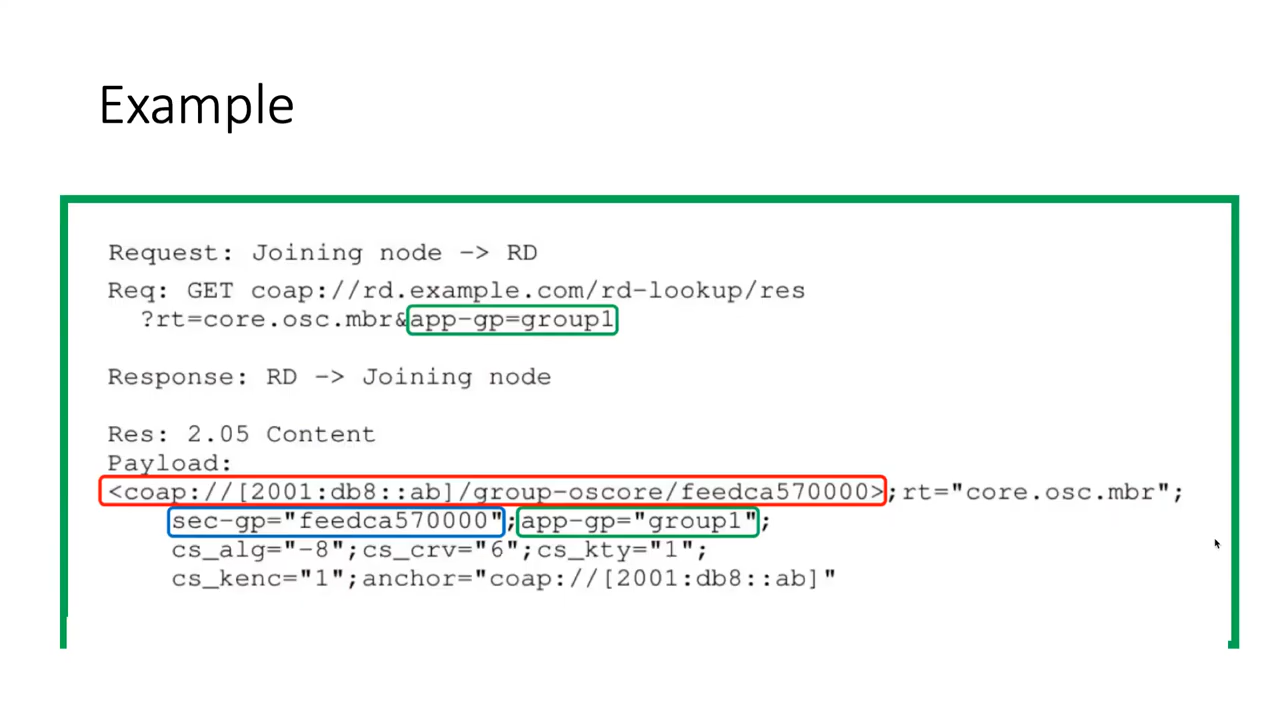 Example
Request: Joining node -> RD
Req: GET coap://rd.example.com/rd-lookup/res
?rt=core.osc.mbr&app-gp=group1
Response: RD -> Joining node
Res: 2.05 Content
Payload:
<coap://[2001:db8::ab]/group-oscore/feedca570000>;rt="core.osc.mbr";
sec-gp="feedca570000";app-gp="group1";
cs_alg="-8";cs_crv="6";cs_kty="1";
cs_kenc="1";anchor="coap://[2001:db8::ab]"